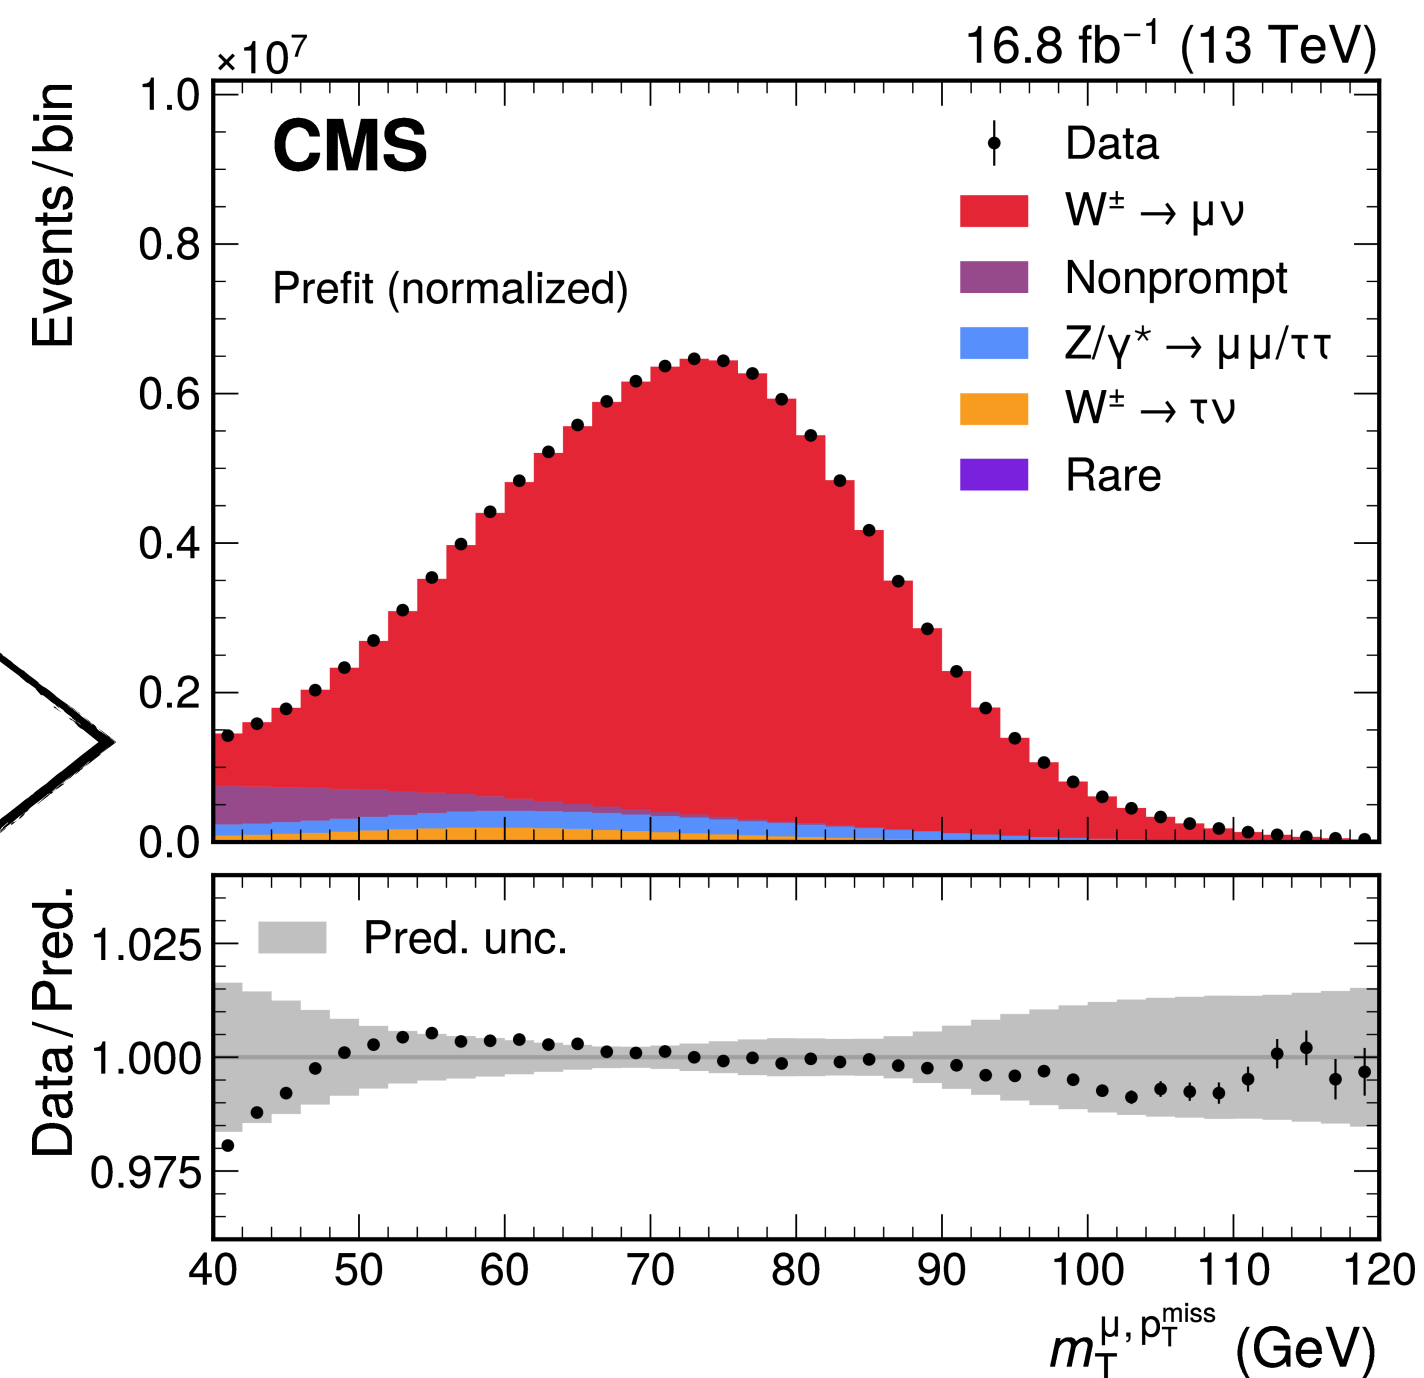 ×10⁷
16.8 fb⁻¹ (13 TeV)
Events / bin
1.0
0.8
0.6
0.4
0.2
0.0
CMS
Prefit (normalized)
Data
W± → μν
Nonprompt
Z/γ* → μμ/ττ
W± → τν
Rare
Data / Pred.
1.025
1.000
0.975
Pred. unc.
40 50 60 70 80 90 100 110 120
m_T^{μ, p_T^{miss}} (GeV)